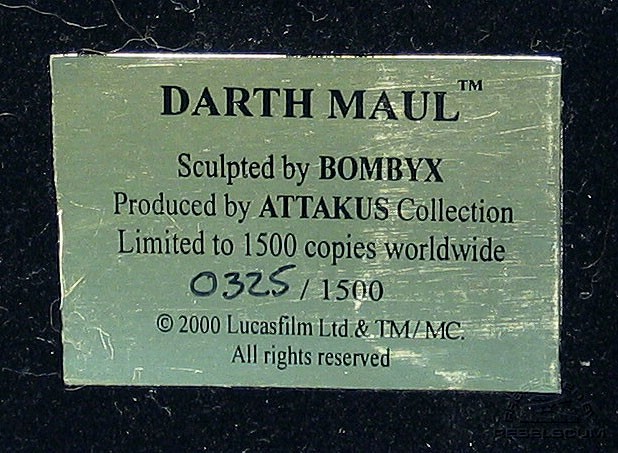 DARTH MAUL™
Sculpted by BOMBYX
Produced by ATTAKUS Collection
Limited to 1500 copies worldwide
0325 / 1500
© 2000 Lucasfilm Ltd. & TM/MC.
All rights reserved
REBELSCUM